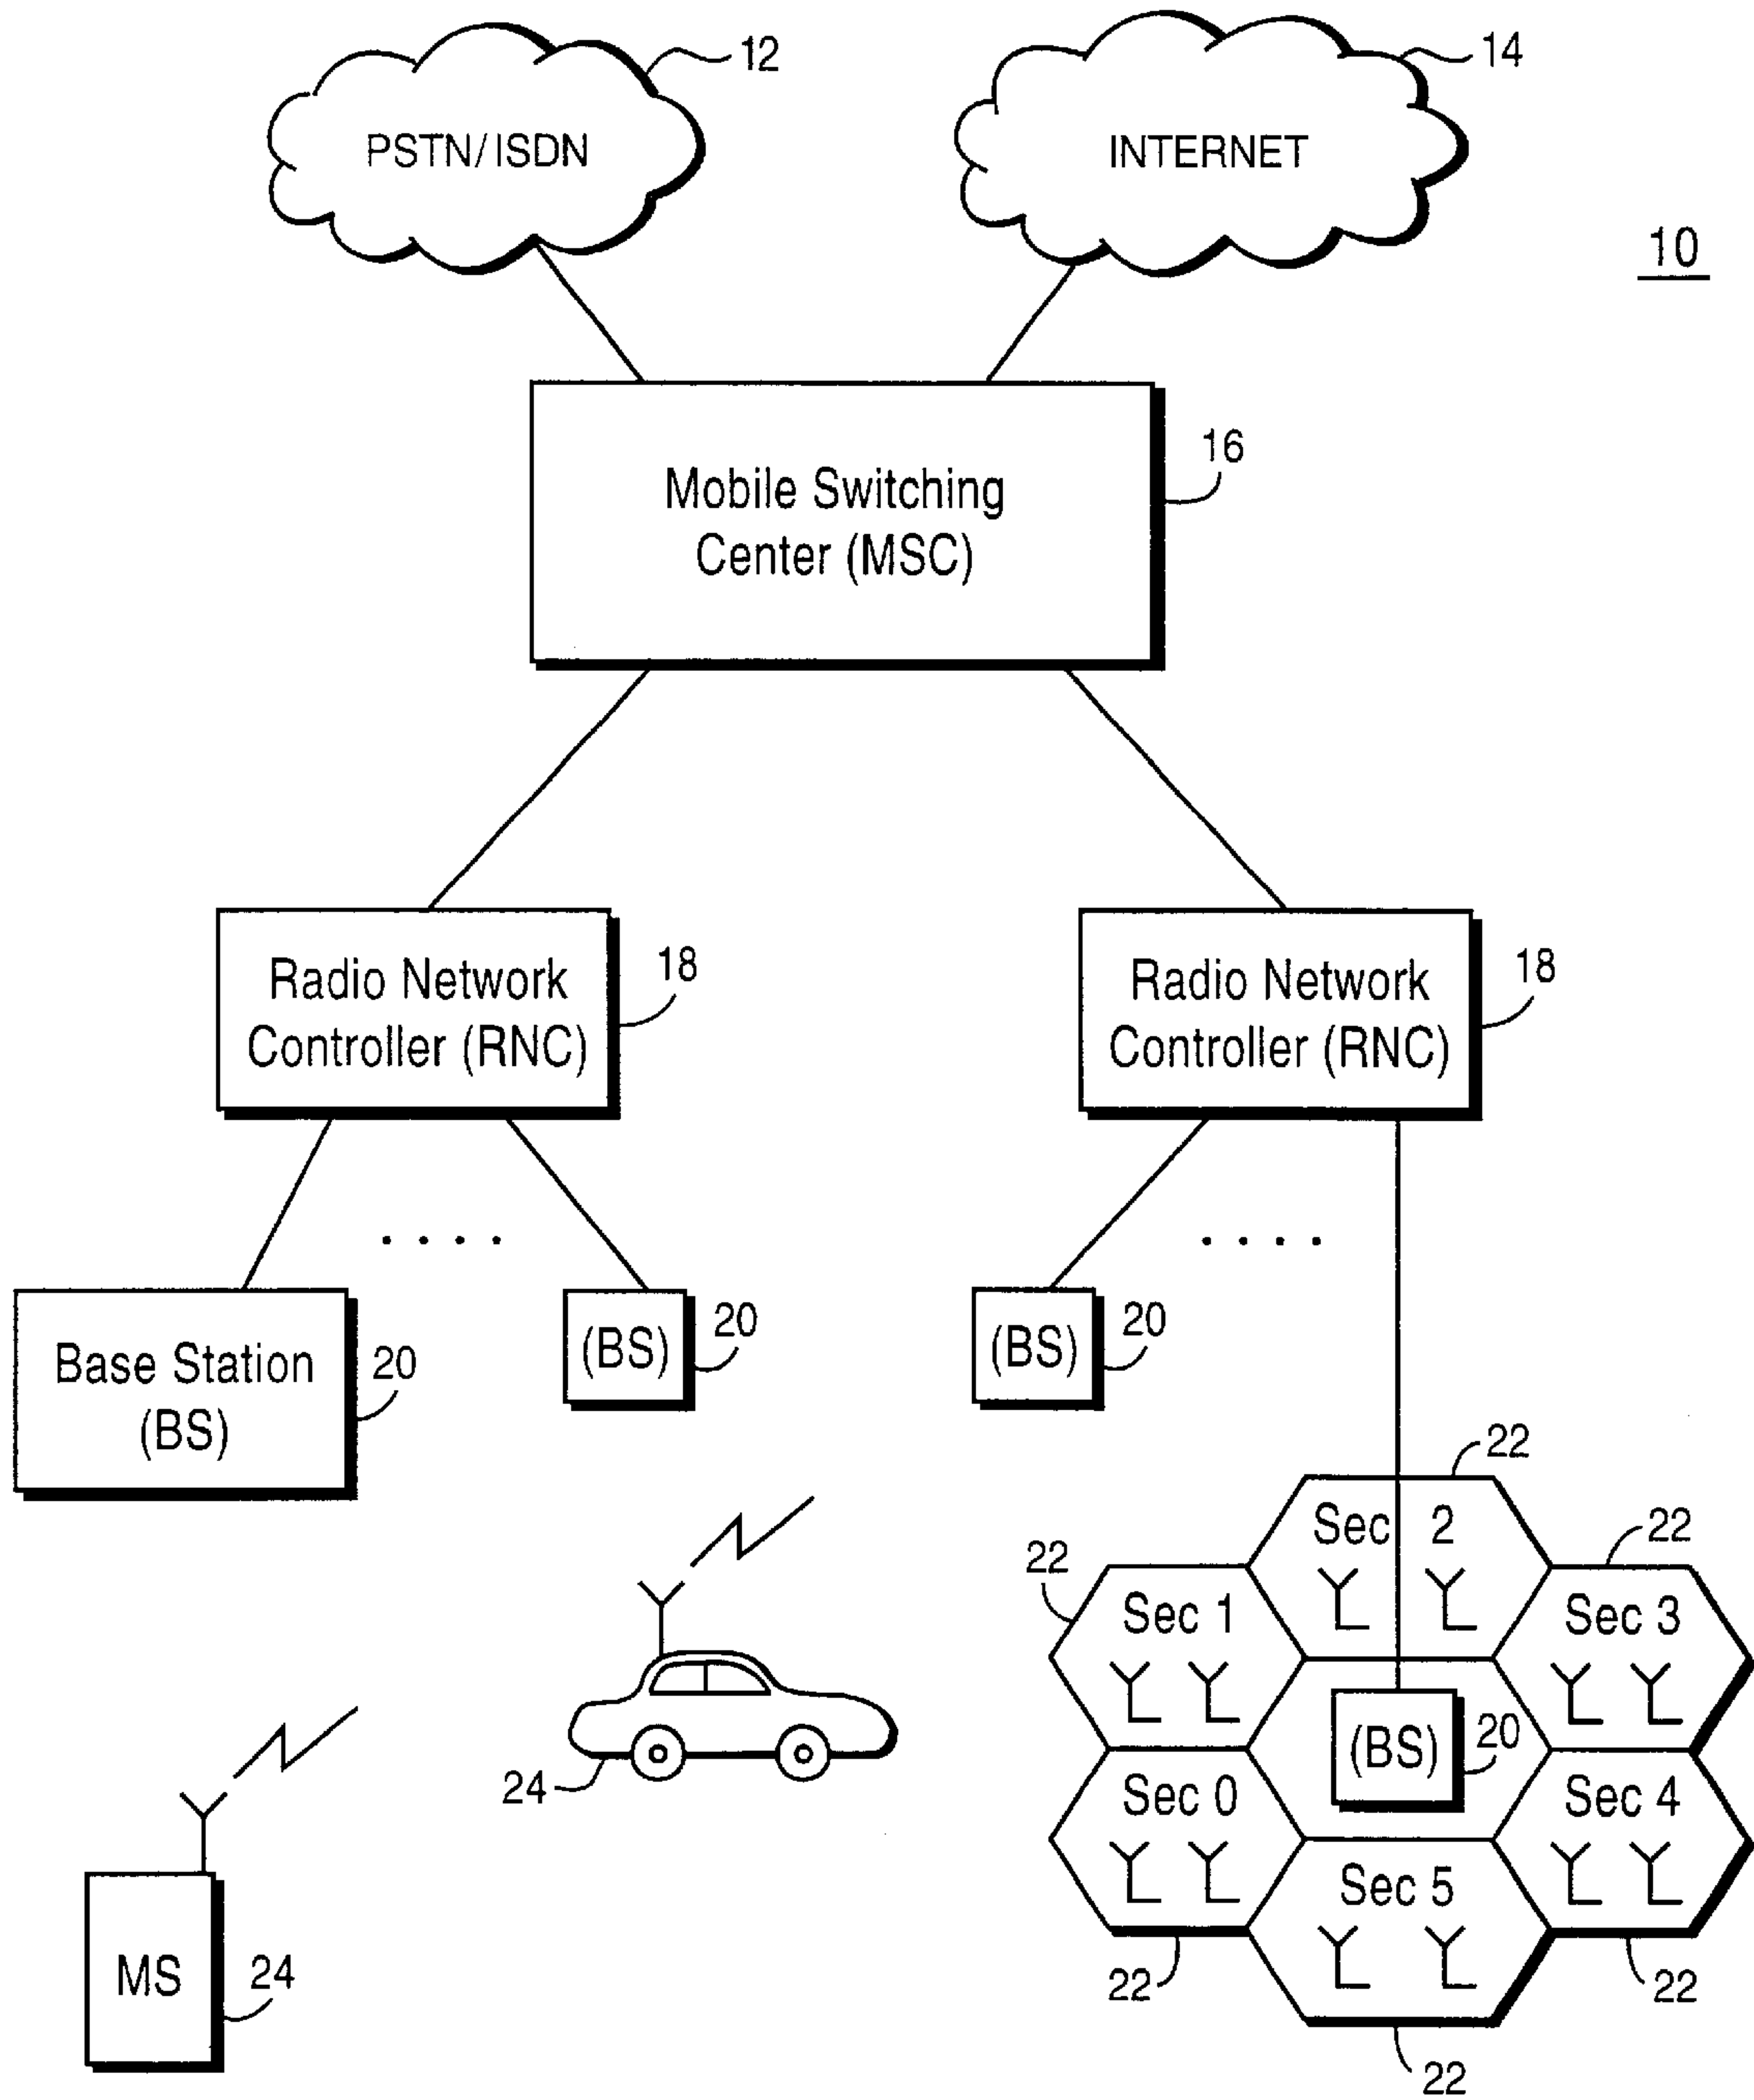 12
14
PSTN/ISDN
INTERNET
10
16
Mobile Switching
Center (MSC)
18
Radio Network
Controller (RNC)
18
Radio Network
Controller (RNC)
. . . .
. . . .
Base Station
(BS)
20
(BS)
20
(BS)
20
22
Sec 2
22
22
Sec 1
Sec 3
(BS)
20
24
Sec 0
Sec 4
Sec 5
MS
24
22
22
22